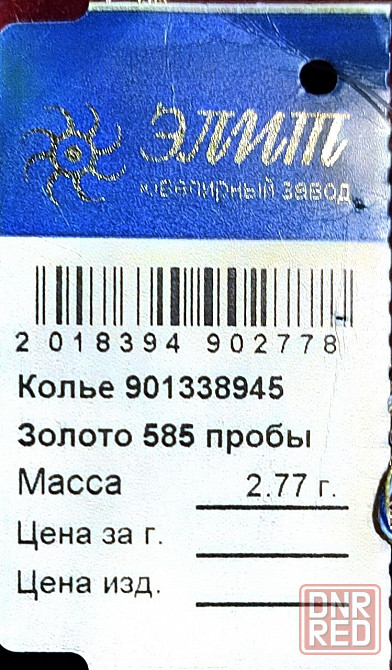 ЭЛИТ
ювелирный завод
2 018394 902778
Колье 901338945
Золото 585 пробы
Масса 2.77 г.
Цена за г.
Цена изд.
DNR
RED